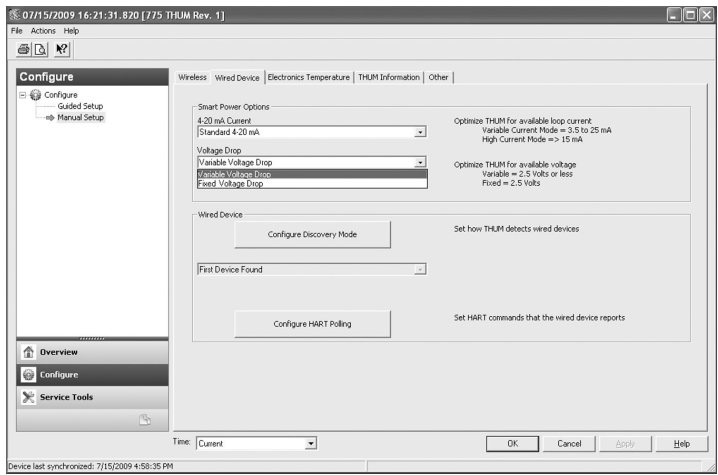 07/15/2009 16:21:31.820 [775 THUM Rev. 1]
File Actions Help
Configure
Configure
Guided Setup
Manual Setup
Overview
Configure
Service Tools
Wireless Wired Device Electronics Temperature THUM Information Other
Smart Power Options
4-20 mA Current
Standard 4-20 mA
Optimize THUM for available loop current
Variable Current Mode = 3.5 to 25 mA
High Current Mode => 15 mA
Voltage Drop
Variable Voltage Drop
Variable Voltage Drop
Fixed Voltage Drop
Optimize THUM for available voltage
Variable = 2.5 Volts or less
Fixed = 2.5 Volts
Wired Device
Configure Discovery Mode
Set how THUM detects wired devices
First Device Found
Configure HART Polling
Set HART commands that the wired device reports
Time: Current
OK Cancel Apply Help
Device last synchronized: 7/15/2009 4:58:35 PM